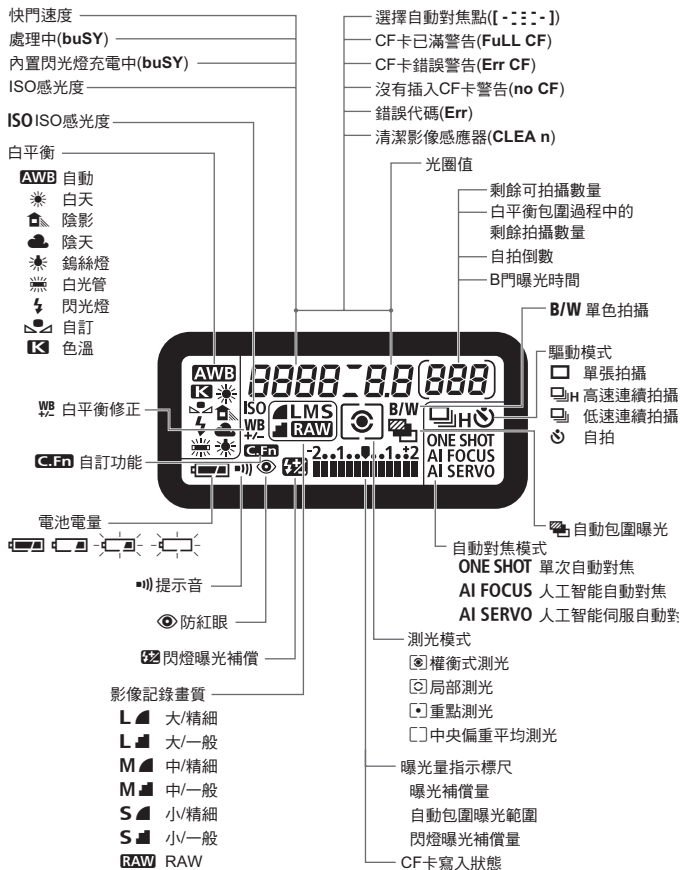 快門速度
處理中(buSY)
內置閃光燈充電中(buSY)
ISO感光度
ISO ISO感光度
白平衡
AWB 自動
白天
陰影
陰天
鎢絲燈
白光管
閃光燈
自訂
K 色溫
WB +/- 白平衡修正
C.Fn 自訂功能
電池電量
提示音
防紅眼
閃燈曝光補償
影像記錄畫質
L 大/精細
L 大/一般
M 中/精細
M 中/一般
S 小/精細
S 小/一般
RAW RAW
選擇自動對焦點([ - - ])
CF卡已滿警告(FuLL CF)
CF卡錯誤警告(Err CF)
沒有插入CF卡警告(no CF)
錯誤代碼(Err)
清潔影像感應器(CLEA n)
光圈值
剩餘可拍攝數量
白平衡包圍過程中的
剩餘拍攝數量
自拍倒數
B門曝光時間
B/W 單色拍攝
驅動模式
單張拍攝
H 高速連續拍攝
低速連續拍攝
自拍
自動包圍曝光
自動對焦模式
ONE SHOT 單次自動對焦
AI FOCUS 人工智能自動對焦
AI SERVO 人工智能伺服自動對
測光模式
權衡式測光
局部測光
重點測光
中央偏重平均測光
曝光量指示標尺
曝光補償量
自動包圍曝光範圍
閃燈曝光補償量
CF卡寫入狀態
AWB
K
ISO
WB
+/-
C.Fn
8888 8.8 [888]
LMS
RAW
B/W
H
ONE SHOT
AI FOCUS
AI SERVO
-2..1..▼..1..+2